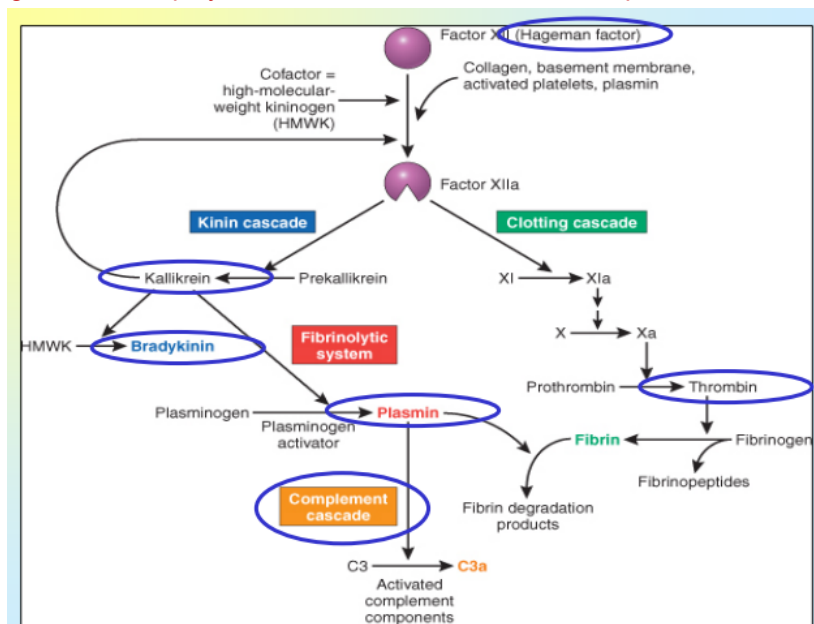 Factor XII (Hageman factor)
Cofactor =
high-molecular-
weight kininogen
(HMWK)
Collagen, basement membrane,
activated platelets, plasmin
Factor XIIa
Kinin cascade
Clotting cascade
Kallikrein
Prekallikrein
XI
XIa
X
Xa
HMWK
Bradykinin
Fibrinolytic
system
Prothrombin
Thrombin
Plasminogen
Plasminogen
activator
Plasmin
Fibrin
Fibrinogen
Fibrinopeptides
Complement
cascade
Fibrin degradation
products
C3
C3a
Activated
complement
components